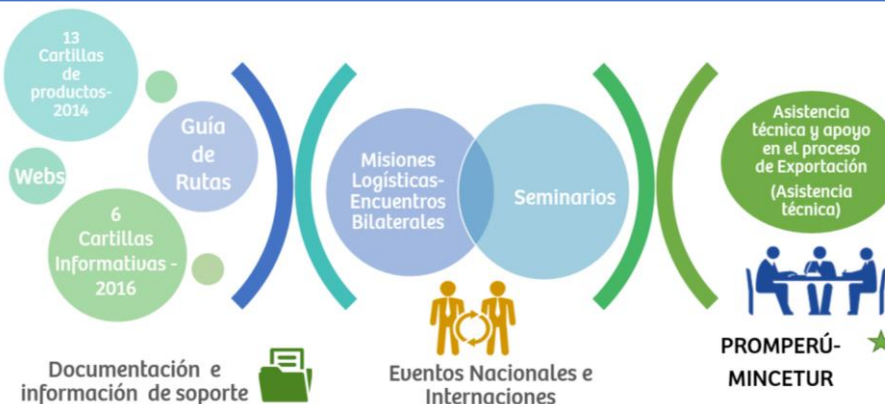 13
Cartillas
de
productos-
2014
Guía
de
Rutas
Webs
6
Cartillas
Informativas -
2016
Documentación e
información de soporte
Misiones
Logísticas-
Encuentros
Bilaterales
Seminarios
Eventos Nacionales e
Internaciones
Asistencia
técnica y apoyo
en el proceso
de Exportación
(Asistencia
técnica)
PROMPERÚ-
MINCETUR